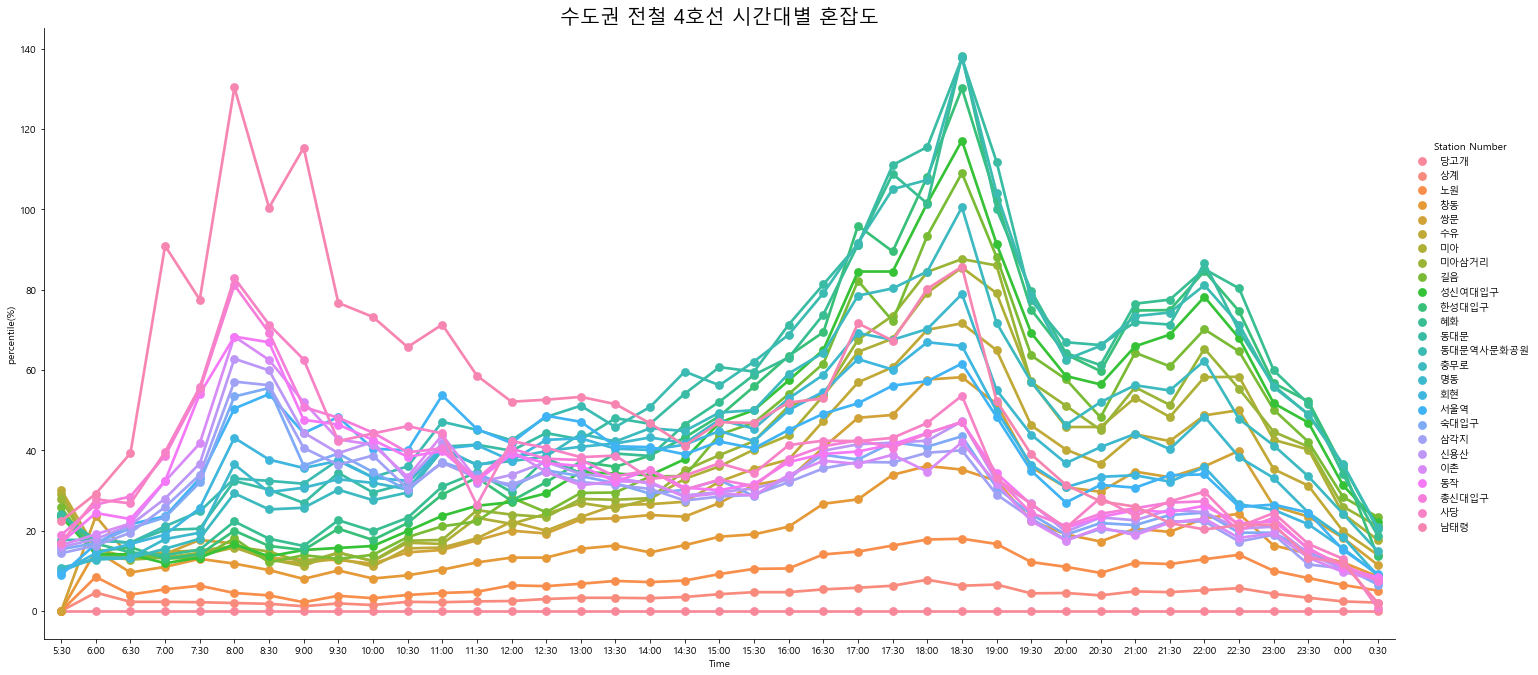 수도권 전철 4호선 시간대별 혼잡도
percentile(%)
140
120
100
80
60
40
20
0
5:30 6:00 6:30 7:00 7:30 8:00 8:30 9:00 9:30 10:00 10:30 11:00 11:30 12:00 12:30 13:00 13:30 14:00 14:30 15:00 15:30 16:00 16:30 17:00 17:30 18:00 18:30 19:00 19:30 20:00 20:30 21:00 21:30 22:00 22:30 23:00 23:30 0:00 0:30
Time
Station Number
당고개
상계
노원
창동
쌍문
수유
미아
미아삼거리
길음
성신여대입구
한성대입구
혜화
동대문
동대문역사문화공원
충무로
명동
회현
서울역
숙대입구
삼각지
신용산
이촌
동작
총신대입구
사당
남태령